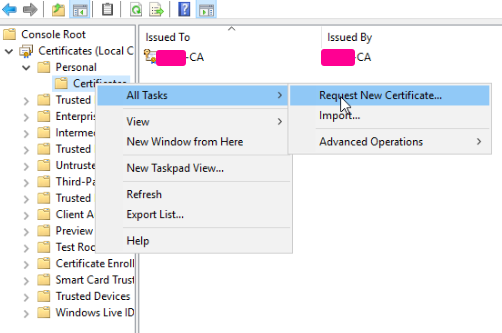 Console Root
Issued To
Issued By
Certificates (Local C
-CA
-CA
Personal
Certificates
All Tasks
Request New Certificate...
Trusted
Import...
Enterpris
View
Intermed
New Window from Here
Advanced Operations
Trusted
Untruste
New Taskpad View...
Third-Pa
Trusted
Refresh
Client A
Export List...
Preview
Test Roo
Help
Certificate Enroll
Smart Card Trust
Trusted Devices
Windows Live ID